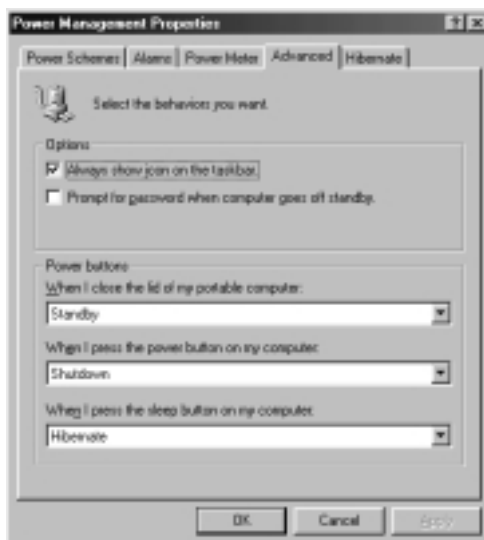 Power Management Properties
Power Schemes Alarms Power Meter Advanced Hibernate
Select the behaviors you want.
Options
Always show icon on the taskbar.
Prompt for password when computer goes off standby.
Power buttons
When I close the lid of my portable computer:
Standby
When I press the power button on my computer:
Shutdown
When I press the sleep button on my computer:
Hibernate
OK Cancel Apply